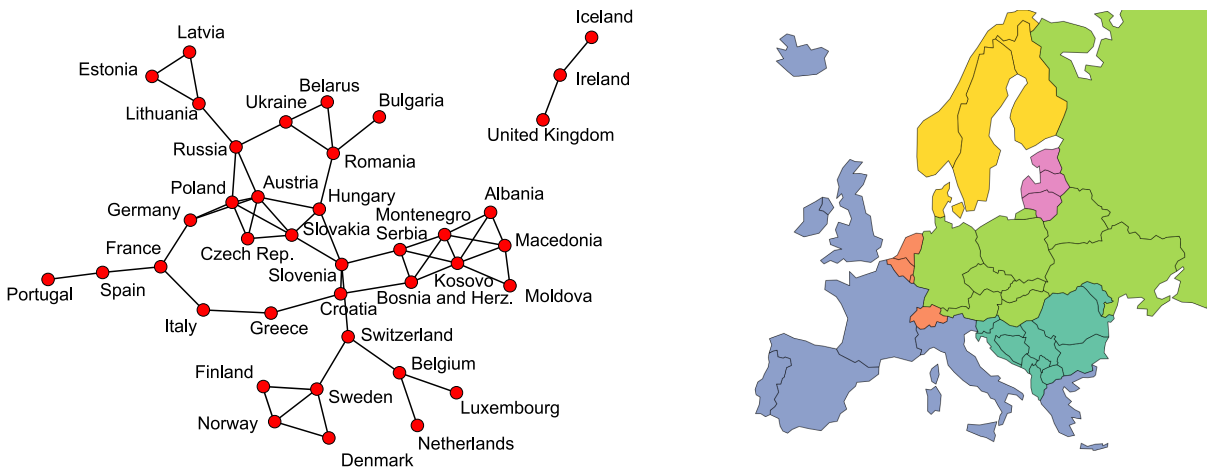 Iceland
Latvia
Ireland
Estonia
Belarus
Ukraine
Bulgaria
Lithuania
United Kingdom
Russia
Romania
Poland
Austria
Hungary
Albania
Germany
Montenegro
Slovakia
Serbia
Macedonia
France
Czech Rep.
Slovenia
Kosovo
Portugal
Spain
Bosnia and Herz.
Moldova
Croatia
Italy
Greece
Switzerland
Belgium
Finland
Sweden
Luxembourg
Norway
Netherlands
Denmark